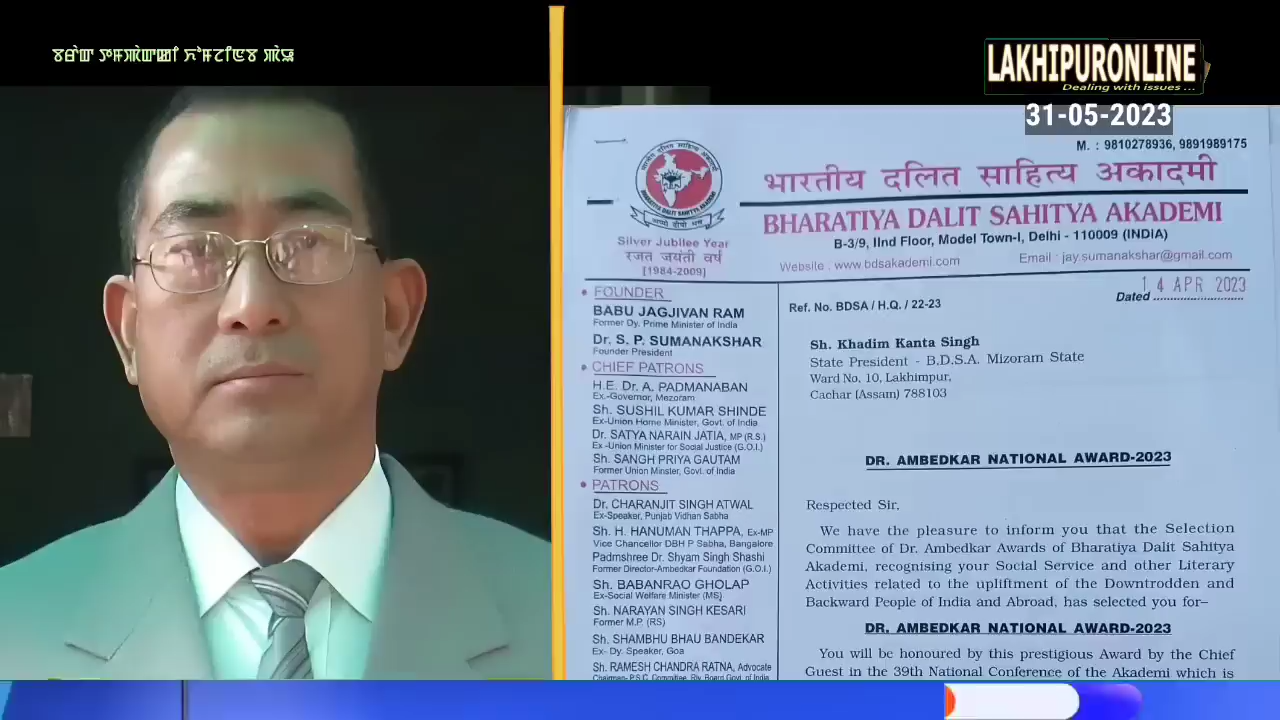 LAKHIPURONLINE
Dealing with issues ...
31-05-2023
M. : 9810278936, 9891989175
भारतीय दलित साहित्य अकादमी
BHARATIYA DALIT SAHITYA AKADEMI
B-3/9, IInd Floor, Model Town-I, Delhi - 110009 (INDIA)
Website : www.bdsakademi.com
Email : jay.sumanakshar@gmail.com
Silver Jubilee Year
रजत जयंती वर्ष
[1984-2009]
1 4 APR 2023
Dated
Ref. No. BDSA / H.Q. / 22-23
• FOUNDER
BABU JAGJIVAN RAM
Former Dy. Prime Minister of India
Dr. S. P. SUMANAKSHAR
Founder President
• CHIEF PATRONS
H.E. Dr. A. PADMANABAN
Ex.-Governor, Mezoram
Sh. SUSHIL KUMAR SHINDE
Ex-Union Home Minister, Govt. of India
Dr. SATYA NARAIN JATIA, MP (R.S.)
Ex -Union Minister for Social Justice (G.O.I.)
Sh. SANGH PRIYA GAUTAM
Former Union Minster, Govl. of India
• PATRONS
Dr. CHARANJIT SINGH ATWAL
Ex-Speaker, Punjab Vidhan Sabha
Sh. H. HANUMAN THAPPA, Ex-MP
Vice Chancellor DBH P Sabha, Bangalore
Padmshree Dr. Shyam Singh Shashi
Former Director-Ambedkar Foundation (G.O.I.)
Sh. BABANRAO GHOLAP
Ex-Social Welfare Minister (MS)
Sh. NARAYAN SINGH KESARI
Former M.P. (RS)
Sh. SHAMBHU BHAU BANDEKAR
Ex- Dy. Speaker, Goa
Sh. RAMESH CHANDRA RATNA, Advocate
Sh. Khadim Kanta Singh
State President - B.D.S.A. Mizoram State
Ward No. 10, Lakhimpur,
Cachar (Assam) 788103
DR. AMBEDKAR NATIONAL AWARD-2023
Respected Sir,
We have the pleasure to inform you that the Selection
Committee of Dr. Ambedkar Awards of Bharatiya Dalit Sahitya
Akademi, recognising your Social Service and other Literary
Activities related to the upliftment of the Downtrodden and
Backward People of India and Abroad, has selected you for–
DR. AMBEDKAR NATIONAL AWARD-2023
You will be honoured by this prestigious Award by the Chief
Guest in the 39th National Conference of the Akademi which is